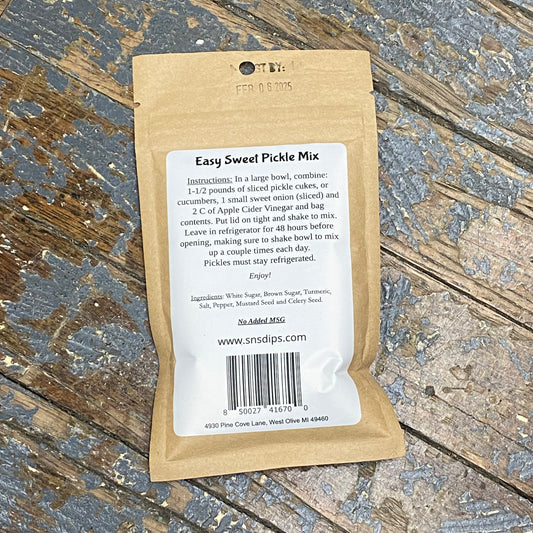 ST BY:
FEB 06 2025
Easy Sweet Pickle Mix
Instructions: In a large bowl, combine:
1-1/2 pounds of sliced pickle cukes, or
cucumbers, 1 small sweet onion (sliced) and
2 C of Apple Cider Vinegar and bag
contents. Put lid on tight and shake to mix.
Leave in refrigerator for 48 hours before
opening, making sure to shake bowl to mix
up a couple times each day.
Pickles must stay refrigerated.
Enjoy!
Ingredients: White Sugar, Brown Sugar, Turmeric,
Salt, Pepper, Mustard Seed and Celery Seed.
No Added MSG
www.snsdips.com
8 50027 41670 0
4930 Pine Cove Lane, West Olive MI 49460